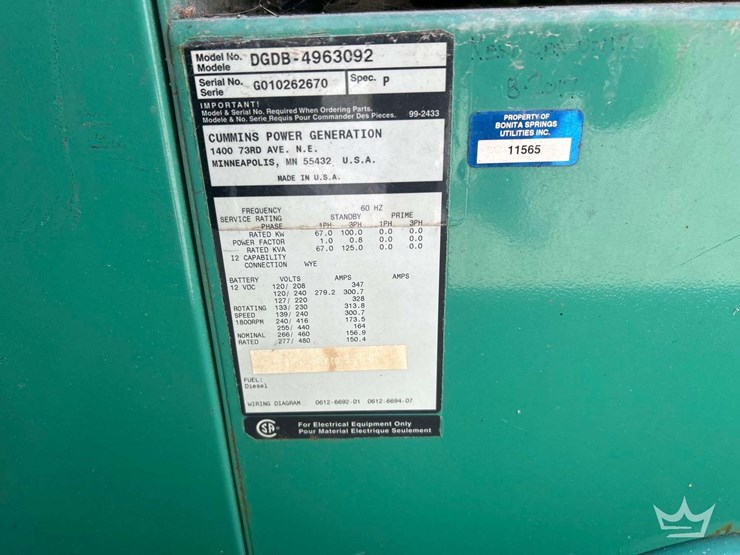 Model No. DGDB-4963092
Modele
Serial No. G010262670 Spec. P
Serie
IMPORTANT!
Model & Serial No. Required When Ordering Parts.
Modele & No. Serie Requis Pour Commander Des Pieces. 99-2433
CUMMINS POWER GENERATION
1400 73RD AVE. N.E.
MINNEAPOLIS, MN 55432 U.S.A.
MADE IN U.S.A.
PROPERTY OF
BONITA SPRINGS
UTILITIES INC.
11565
FREQUENCY 60 HZ
SERVICE RATING STANDBY PRIME
PHASE 1PH 3PH 1PH 3PH
RATED KW 67.0 100.0 0.0 0.0
POWER FACTOR 1.0 0.8 0.0 0.0
RATED KVA 67.0 125.0 0.0 0.0
I2 CAPABILITY
CONNECTION WYE
BATTERY VOLTS AMPS AMPS
12 VDC 120/ 208 347
120/ 240 279.2 300.7
127/ 220 328
ROTATING 133/ 230 313.8
SPEED 139/ 240 300.7
1800RPM 240/ 416 173.5
255/ 440 164
NOMINAL 266/ 460 156.9
RATED 277/ 480 150.4
FUEL:
Diesel
WIRING DIAGRAM 0612-6692-01 0612-6694-07
CSA
For Electrical Equipment Only
Pour Material Electrique Seulement